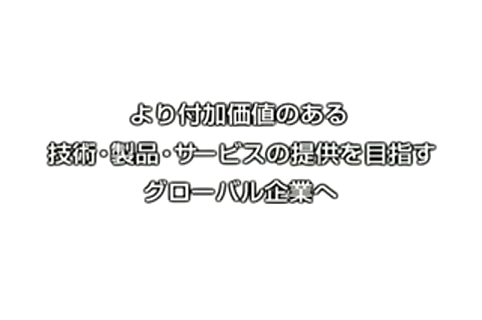 より付加価値のある
技術・製品・サービスの提供を目指す
グローバル企業へ